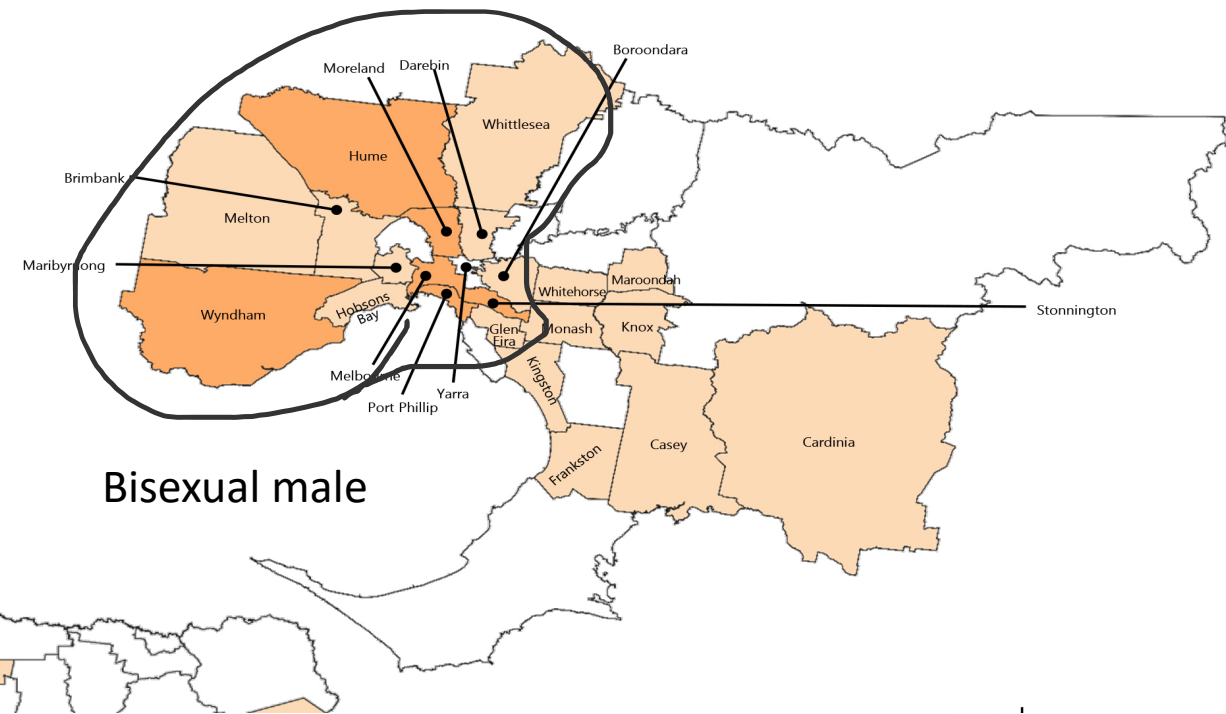 Boroondara
Moreland
Darebin
Whittlesea
Hume
Brimbank
Melton
Maribyrnong
Maroondah
Whitehorse
Wyndham
Hobsons
Bay
Stonnington
Glen
Eira
Monash
Knox
Melbourne
Kingston
Yarra
Port Phillip
Casey
Cardinia
Frankston
Bisexual male